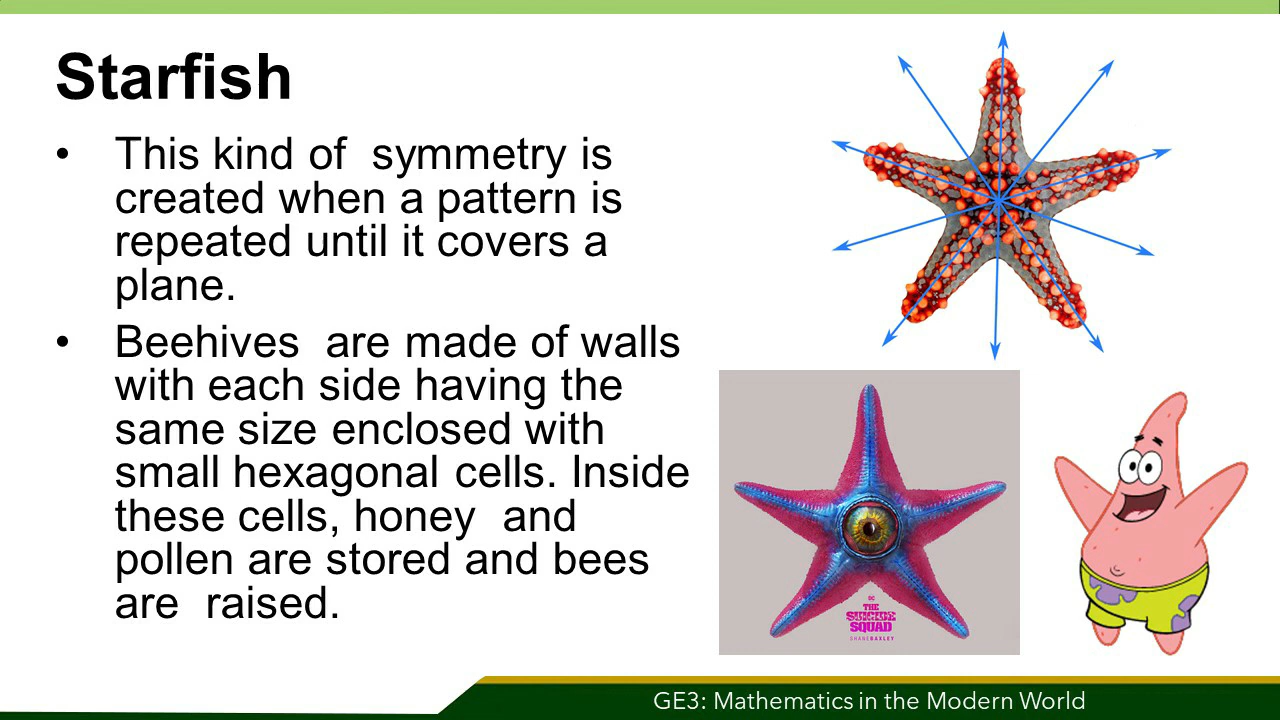 Starfish
• This kind of  symmetry is
created when a pattern is
repeated until it covers a
plane.
• Beehives  are made of walls
with each side having the
same size enclosed with
small hexagonal cells. Inside
these cells, honey  and
pollen are stored and bees
are  raised.
DC
THE
SUICIDE
SQUAD
SHANEBAXLEY
GE3: Mathematics in the Modern World